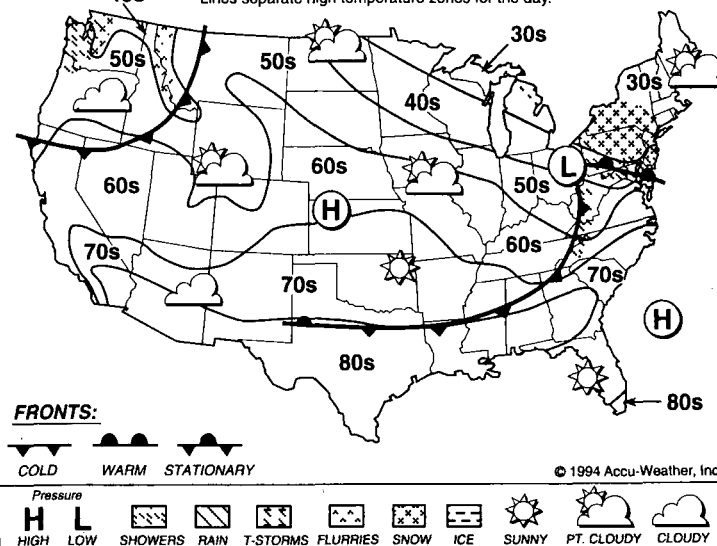 Lines separate high temperature zones for the day.
30s
50s
50s
30s
40s
60s
60s
50s
L
H
60s
70s
70s
70s
H
80s
80s
FRONTS:
COLD WARM STATIONARY
© 1994 Accu-Weather, Inc
Pressure
H L
HIGH LOW SHOWERS RAIN T-STORMS FLURRIES SNOW ICE SUNNY PT. CLOUDY CLOUDY